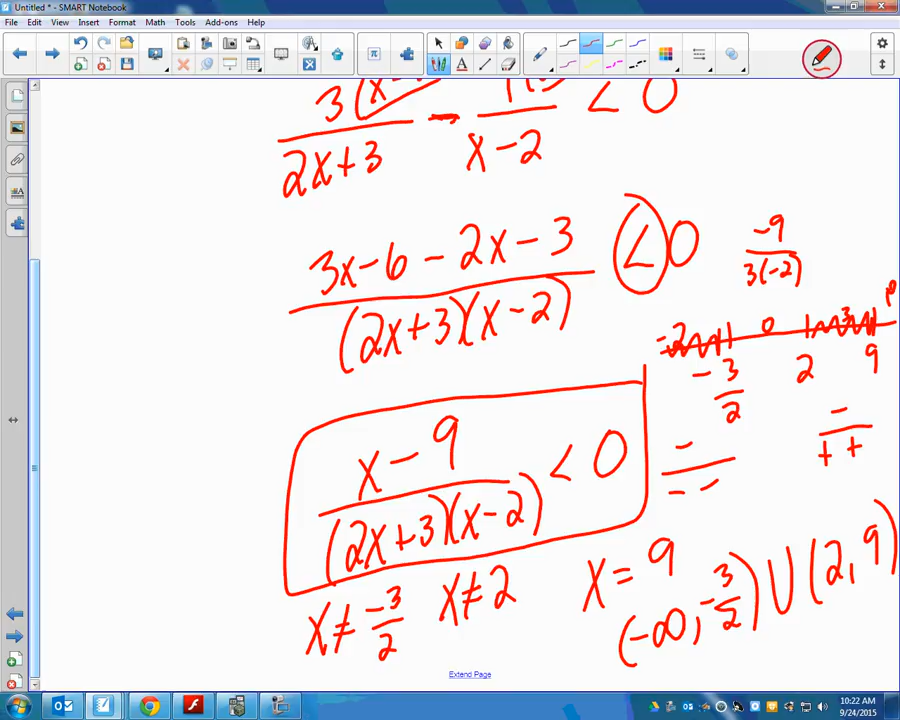 Untitled * - SMART Notebook
File Edit View Insert Format Math Tools Add-ons Help
3(x-
2x+3
-
x-2
< 0
3x-6-2x-3
(2x+3)(x-2)
< 0
-9
3(-2)
-2
0
3
-3/2
2
9
-
- -
-
+ +
x-9
(2x+3)(x-2)
< 0
x≠ -3/2
x≠2
x=9
(-∞, -3/2) U (2, 9)
Extend Page
10:22 AM
9/24/2015